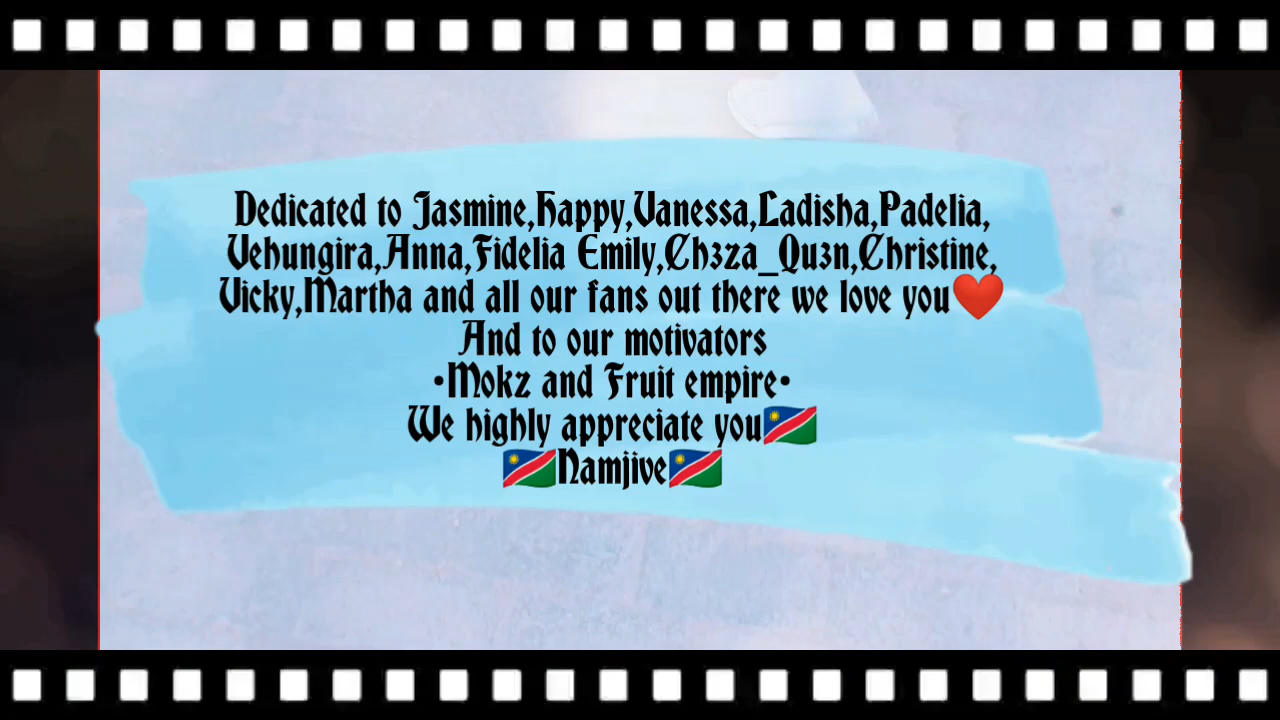 Dedicated to Jasmine,Happy,Vanessa,Ladisha,Padelia,
Vehungira,Anna,Fidelia Emily,Ch3za_Qu3n,Christine,
Vicky,Martha and all our fans out there we love you❤️
And to our motivators
•Mokz and Fruit empire•
We highly appreciate you🇳🇦
🇳🇦Namjive🇳🇦